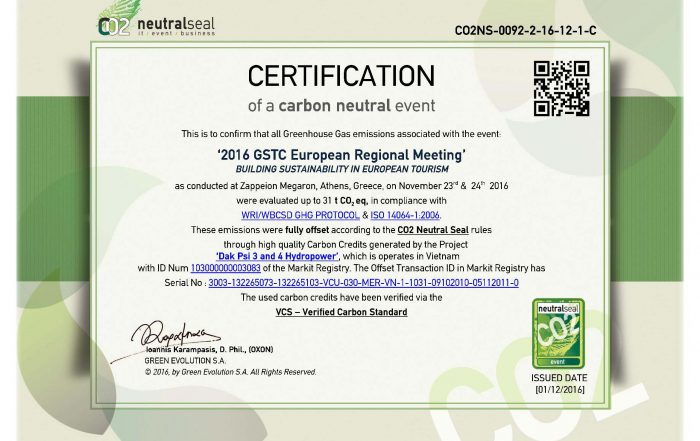 CO2 neutralseal
it / event / business
CO2NS-0092-2-16-12-1-C
CERTIFICATION
of a carbon neutral event
This is to confirm that all Greenhouse Gas emissions associated with the event:
‘2016 GSTC European Regional Meeting’
BUILDING SUSTAINABILITY IN EUROPEAN TOURISM
as conducted at Zappeion Megaron, Athens, Greece, on November 23rd & 24th 2016
were evaluated up to 31 t CO2 eq, in compliance with
WRI/WBCSD GHG PROTOCOL & ISO 14064-1:2006.
These emissions were fully offset according to the CO2 Neutral Seal rules
through high quality Carbon Credits generated by the Project
‘Dak Psi 3 and 4 Hydropower’, which is operates in Vietnam
with ID Num 103000000003083 of the Markit Registry. The Offset Transaction ID in Markit Registry has
Serial No : 3003-132265073-132265103-VCU-030-MER-VN-1-1031-09102010-05112011-0
The used carbon credits have been verified via the
VCS – Verified Carbon Standard
Ioannis Karampasis, D. Phil., (OXON)
GREEN EVOLUTION S.A.
© 2016, by Green Evolution S.A. All Rights Reserved.
neutralseal
CO2
event
ISSUED DATE
[01/12/2016]
CO2